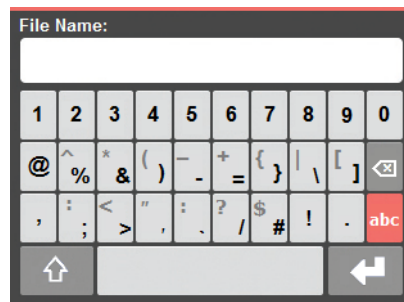 File Name:
1 2 3 4 5 6 7 8 9 0
@ ^ % * & ( ) _ - + = { } | \ [ ]
, : ; < > " ' : . ? / $ # ! . abc